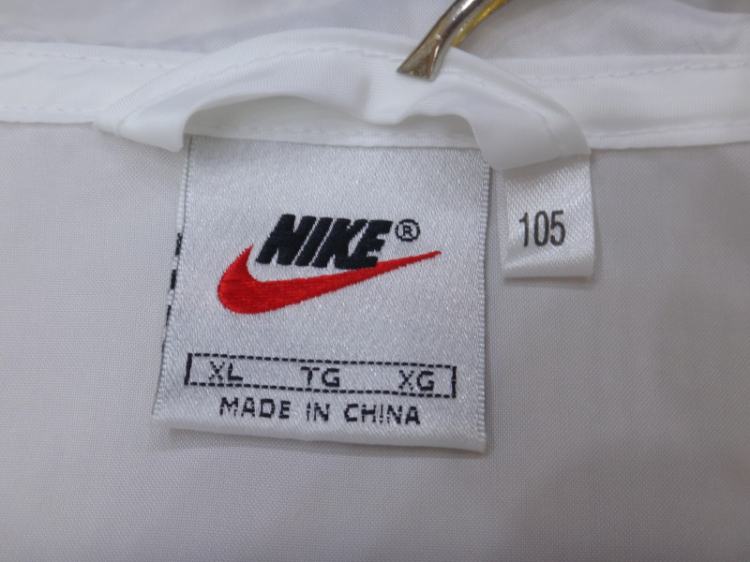 NIKE®
105
XL TG XG
MADE IN CHINA